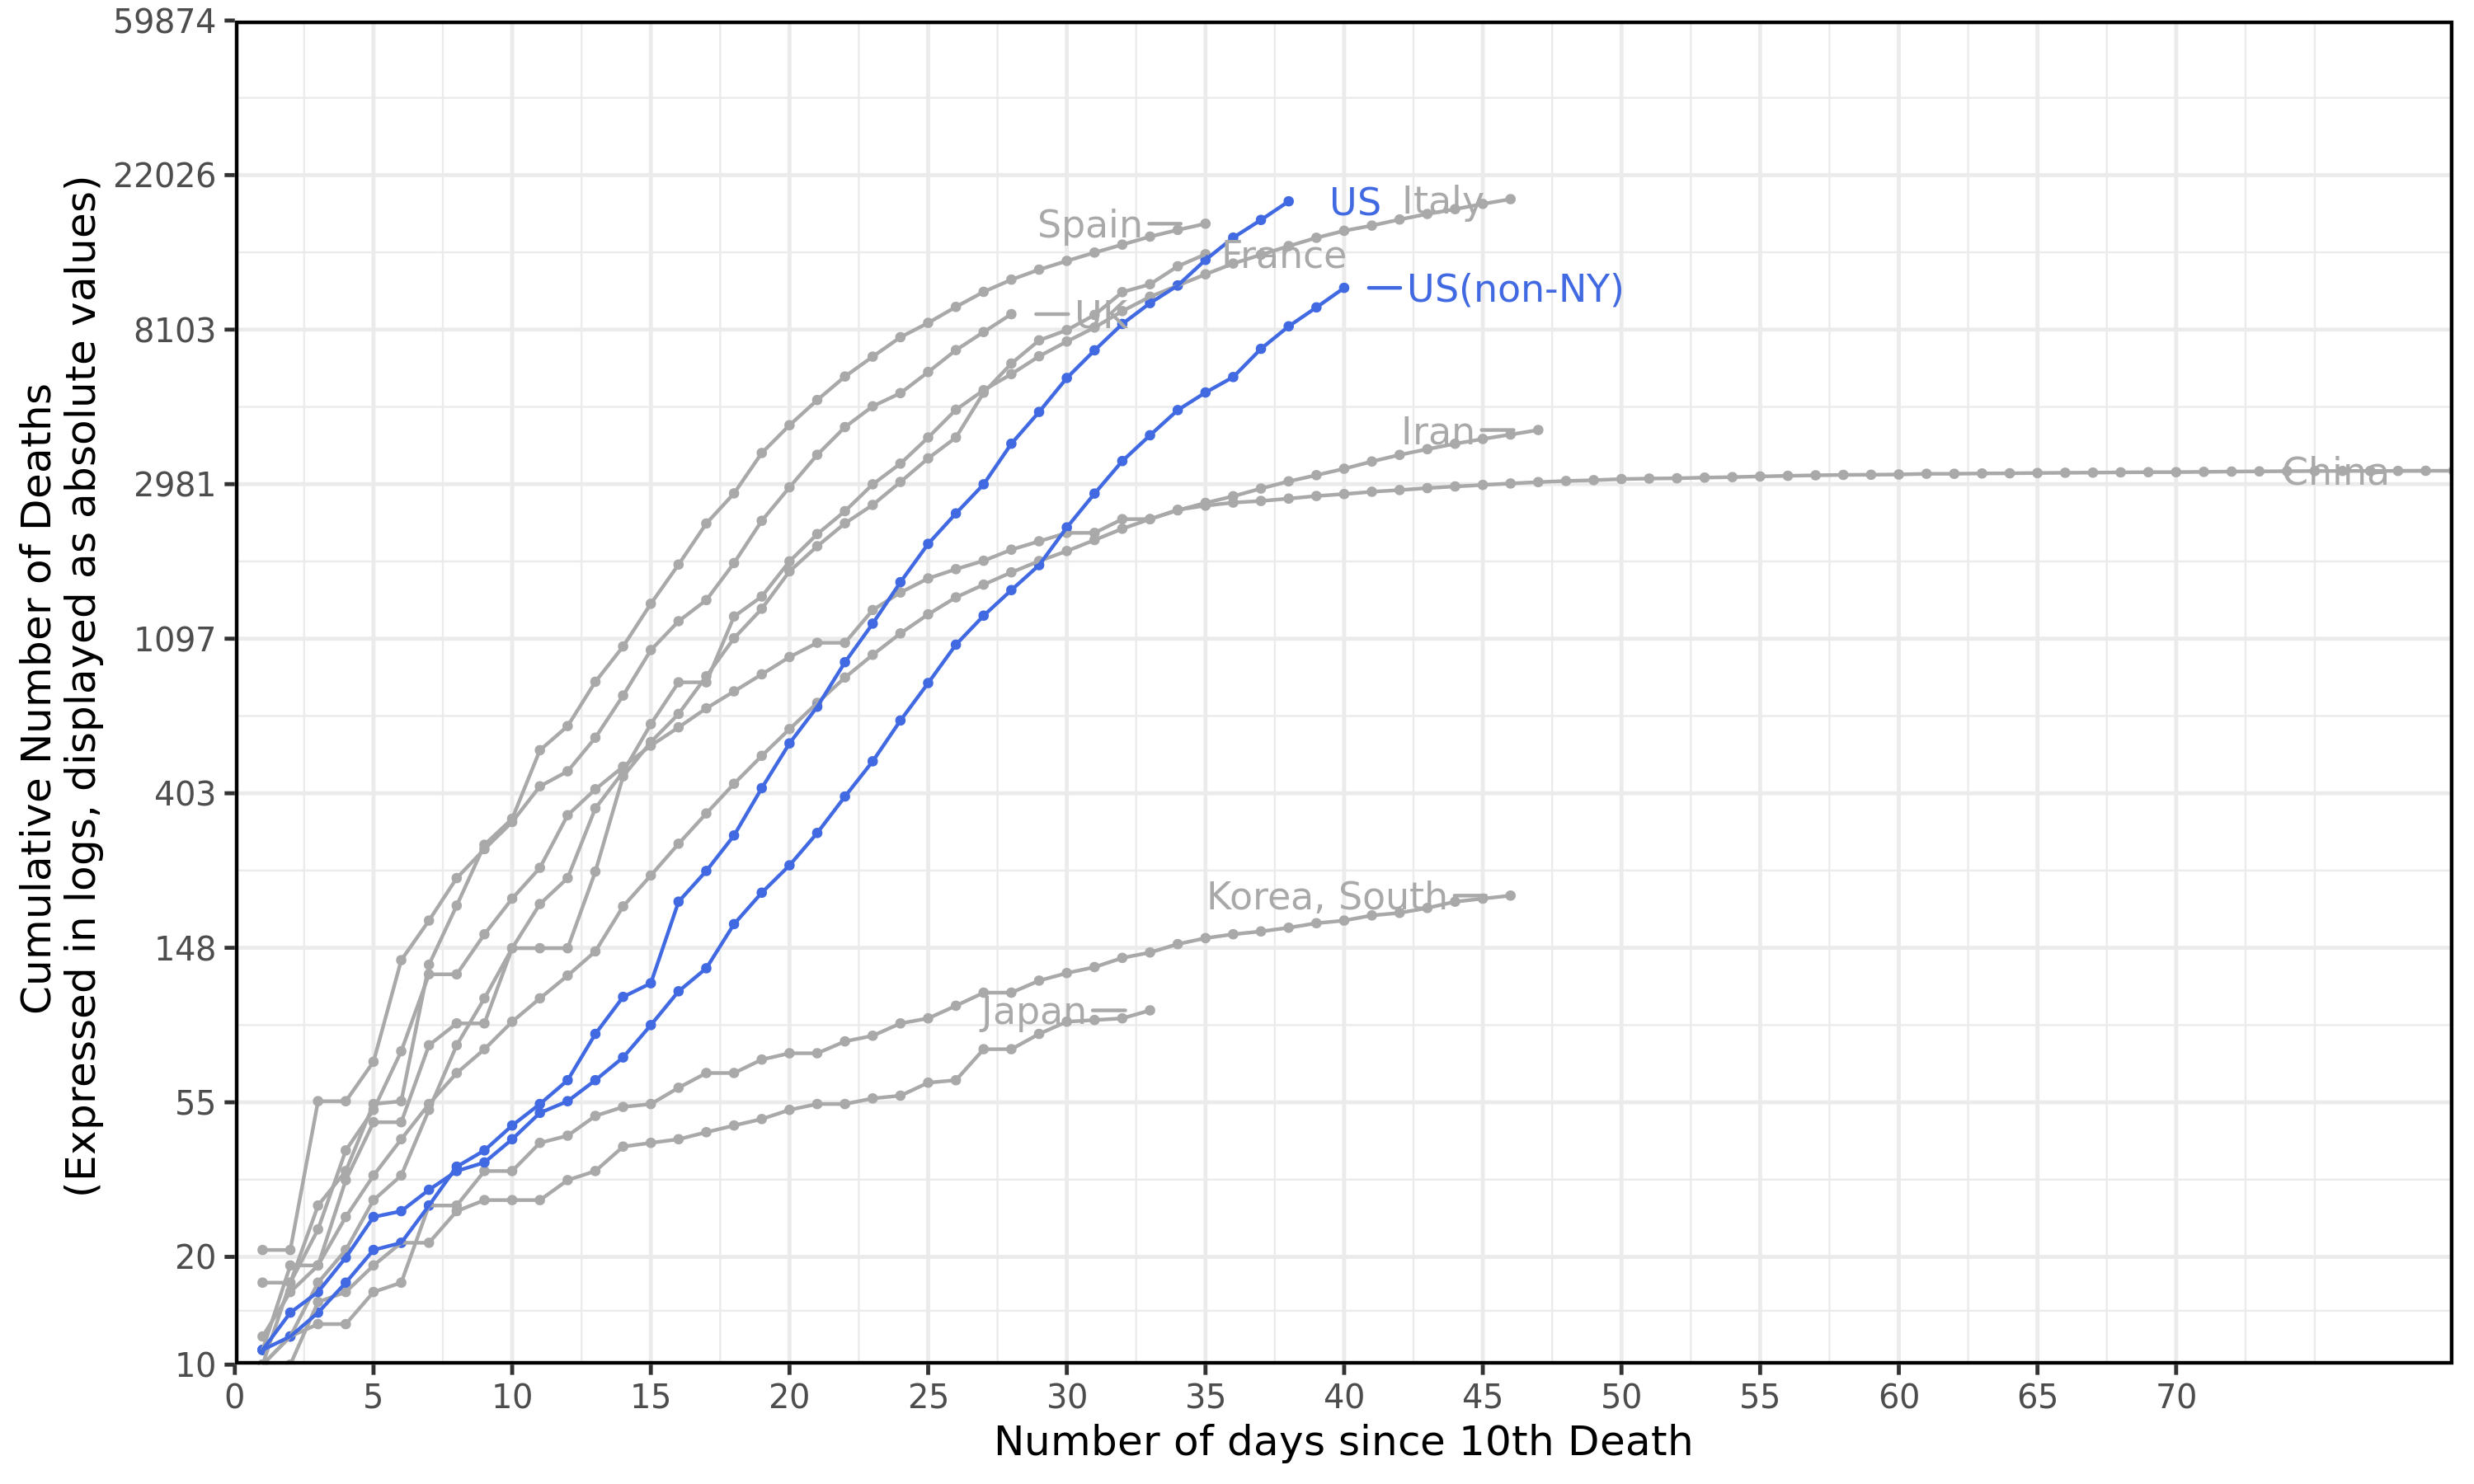 Cumulative Number of Deaths
(Expressed in logs, displayed as absolute values)
59874
22026
8103
2981
1097
403
148
55
20
10
US
Italy
Spain
France
US(non-NY)
UK
Iran
China
Korea, South
Japan
0 5 10 15 20 25 30 35 40 45 50 55 60 65 70
Number of days since 10th Death